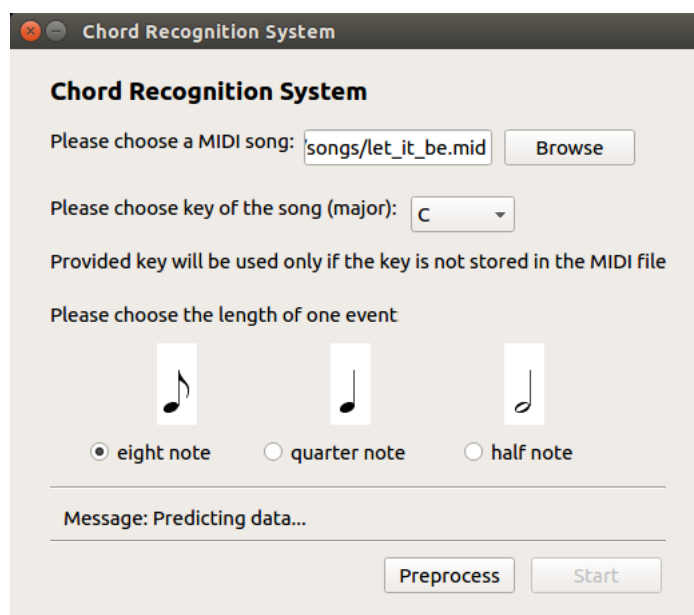 Chord Recognition System
Chord Recognition System
Please choose a MIDI song: /songs/let_it_be.mid Browse
Please choose key of the song (major): C
Provided key will be used only if the key is not stored in the MIDI file
Please choose the length of one event
eight note quarter note half note
Message: Predicting data...
Preprocess Start